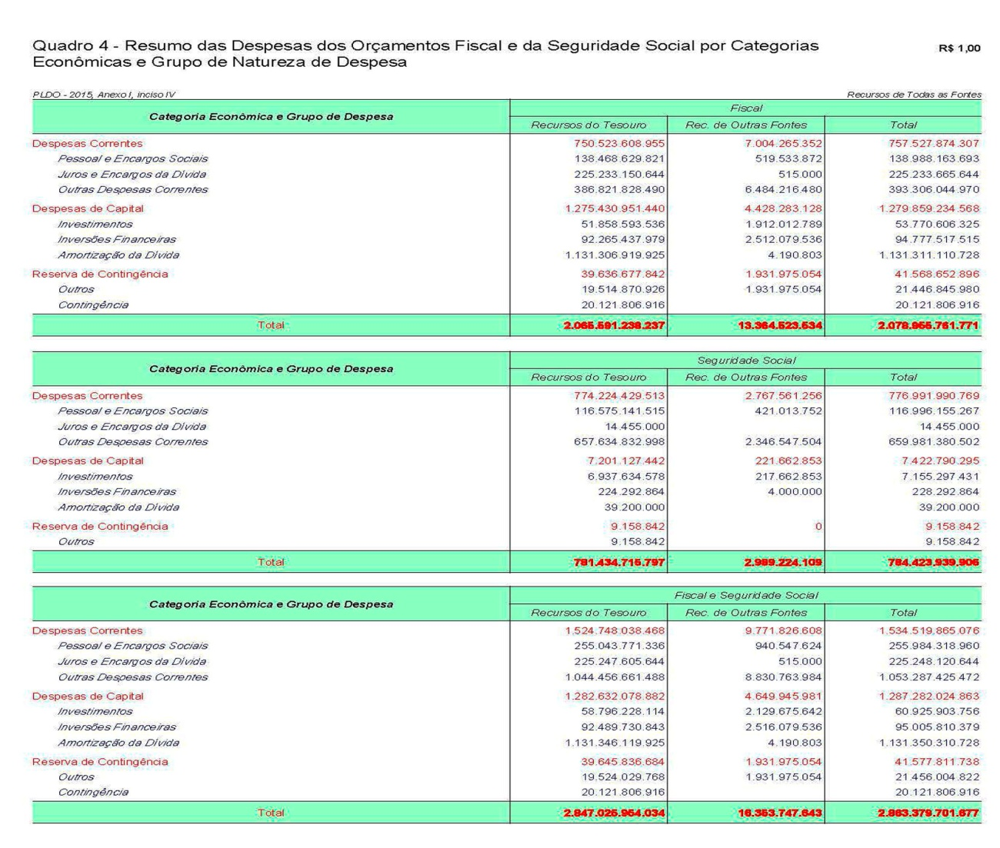 Quadro 4 - Resumo das Despesas dos Orçamentos Fiscal e da Seguridade Social por Categorias
Econômicas e Grupo de Natureza de Despesa
R$ 1,00
PLDO - 2015, Anexo I, inciso IV Recursos de Todas as Fontes
Categoria Econômica e Grupo de Despesa Fiscal
Recursos do Tesouro Rec. de Outras Fontes Total
Despesas Correntes 750.523.608.955 7.004.265.352 757.527.874.307
Pessoal e Encargos Sociais 138.468.629.821 519.533.872 138.988.163.693
Juros e Encargos da Dívida 225.233.150.644 515.000 225.233.665.644
Outras Despesas Correntes 386.821.828.490 6.484.216.480 393.306.044.970
Despesas de Capital 1.275.430.951.440 4.428.283.128 1.279.859.234.568
Investimentos 51.858.593.536 1.912.012.789 53.770.606.325
Inversões Financeiras 92.265.437.979 2.512.079.536 94.777.517.515
Amortização da Dívida 1.131.306.919.925 4.190.803 1.131.311.110.728
Reserva de Contingência 39.636.677.842 1.931.975.054 41.568.652.896
Outros 19.514.870.926 1.931.975.054 21.446.845.980
Contingência 20.121.806.916 20.121.806.916
Total 2.065.591.238.237 13.364.523.534 2.078.955.761.771
Categoria Econômica e Grupo de Despesa Seguridade Social
Recursos do Tesouro Rec. de Outras Fontes Total
Despesas Correntes 774.224.429.513 2.767.561.256 776.991.990.769
Pessoal e Encargos Sociais 116.575.141.515 421.013.752 116.996.155.267
Juros e Encargos da Dívida 14.455.000 14.455.000
Outras Despesas Correntes 657.634.832.998 2.346.547.504 659.981.380.502
Despesas de Capital 7.201.127.442 221.662.853 7.422.790.295
Investimentos 6.937.634.578 217.662.853 7.155.297.431
Inversões Financeiras 224.292.864 4.000.000 228.292.864
Amortização da Dívida 39.200.000 39.200.000
Reserva de Contingência 9.158.842 0 9.158.842
Outros 9.158.842 9.158.842
Total 781.434.715.797 2.989.224.109 784.423.939.906
Categoria Econômica e Grupo de Despesa Fiscal e Seguridade Social
Recursos do Tesouro Rec. de Outras Fontes Total
Despesas Correntes 1.524.748.038.468 9.771.826.608 1.534.519.865.076
Pessoal e Encargos Sociais 255.043.771.336 940.547.624 255.984.318.960
Juros e Encargos da Dívida 225.247.605.644 515.000 225.248.120.644
Outras Despesas Correntes 1.044.456.661.488 8.830.763.984 1.053.287.425.472
Despesas de Capital 1.282.632.078.882 4.649.945.981 1.287.282.024.863
Investimentos 58.796.228.114 2.129.675.642 60.925.903.756
Inversões Financeiras 92.489.730.843 2.516.079.536 95.005.810.379
Amortização da Dívida 1.131.346.119.925 4.190.803 1.131.350.310.728
Reserva de Contingência 39.645.836.684 1.931.975.054 41.577.811.738
Outros 19.524.029.768 1.931.975.054 21.456.004.822
Contingência 20.121.806.916 20.121.806.916
Total 2.847.025.954.034 16.353.747.643 2.863.379.701.677